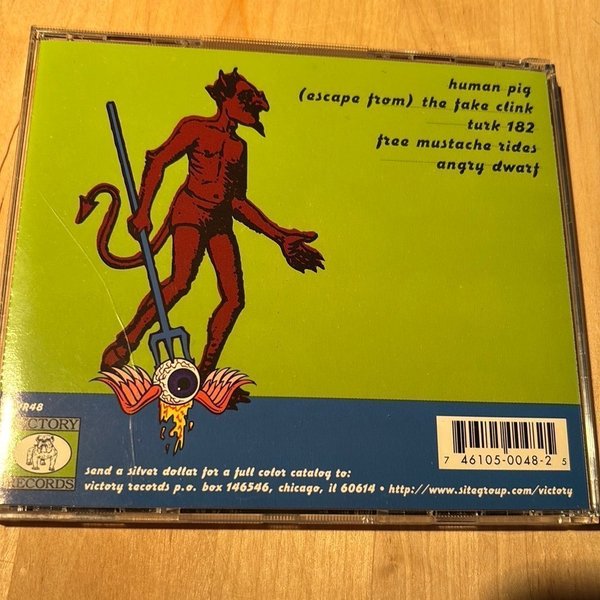 human pig
(escape from) the fake clink
turk 182
free mustache rides
angry dwarf
VR48
VICTORY
RECORDS
send a silver dollar for a full color catalog to:
victory records p.o. box 146546, chicago, il 60614 • http://www.sitegroup.com/victory
7 46105-0048-2 5